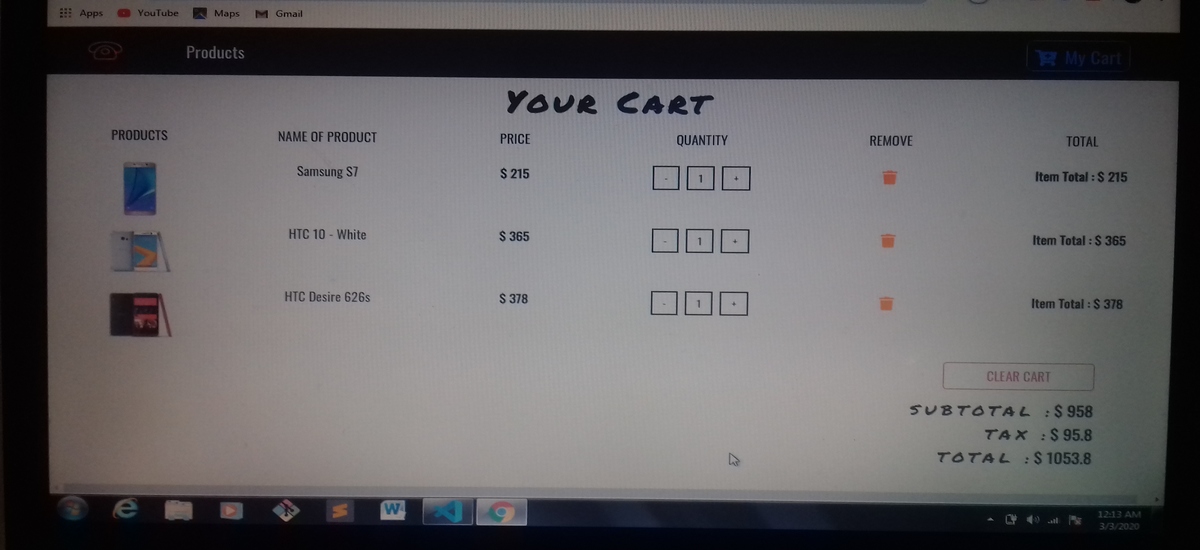 Apps YouTube Maps Gmail
Products My Cart
YOUR CART
PRODUCTS NAME OF PRODUCT PRICE QUANTITY REMOVE TOTAL
Samsung S7 $ 215 - 1 + Item Total : $ 215
HTC 10 - White $ 365 - 1 + Item Total : $ 365
HTC Desire 626s $ 378 - 1 + Item Total : $ 378
CLEAR CART
SUBTOTAL : $ 958
TAX : $ 95.8
TOTAL : $ 1053.8
12:13 AM
3/3/2020